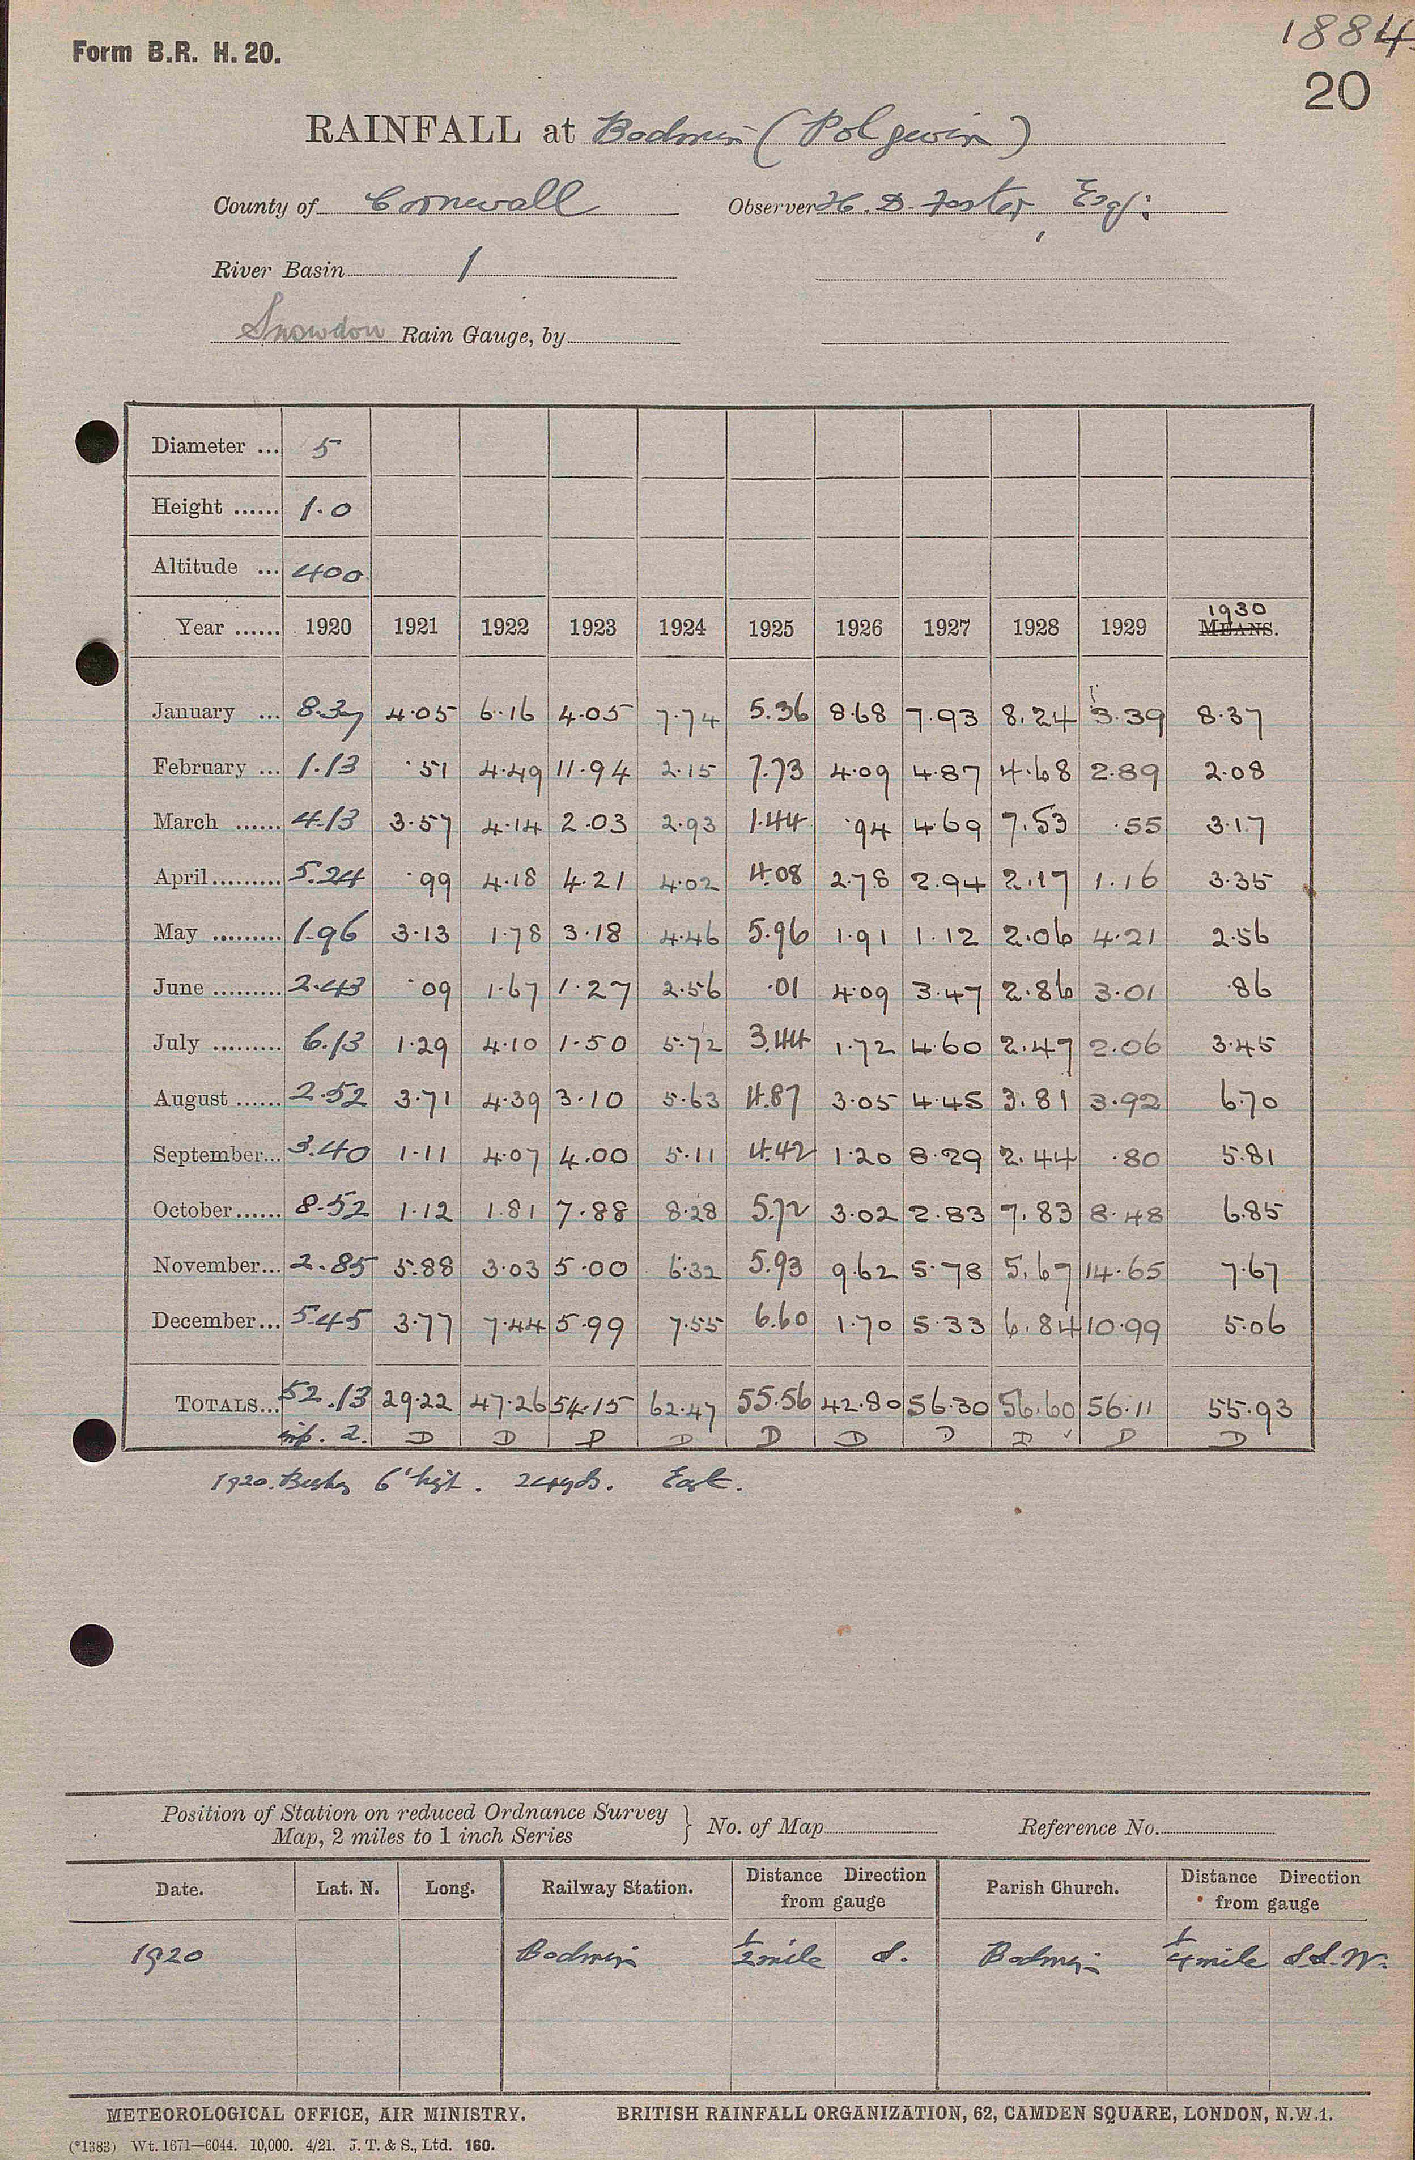 1884
Form B.R. H. 20.
20
RAINFALL at Bodmin (Polgwin)
County of Cornwall Observer H. D. Foster, Esq:
River Basin 1
Snowdon Rain Gauge, by
Diameter ... 5
Height ...... 1.0
Altitude ... 400
Year ...... 1920 1921 1922 1923 1924 1925 1926 1927 1928 1929 1930 MEANS.
January ... 8.37 4.05 6.16 4.05 7.74 5.36 8.68 7.93 8.24 3.39 8.37
February ... 1.13 .51 4.49 11.94 2.15 7.73 4.09 4.87 4.68 2.89 2.08
March ...... 4.13 3.57 4.14 2.03 2.93 1.44 .94 4.69 7.53 .55 3.17
April ......... 5.24 .99 4.18 4.21 4.02 4.08 2.78 2.94 2.17 1.16 3.35
May ......... 1.96 3.13 1.78 3.18 4.46 5.96 1.91 1.12 2.06 4.21 2.56
June ......... 2.43 .09 1.67 1.27 2.56 .01 4.09 3.47 2.86 3.01 .86
July ......... 6.13 1.29 4.10 1.50 5.72 3.44 1.72 4.60 2.47 2.06 3.45
August ...... 2.52 3.71 4.39 3.10 5.63 4.87 3.05 4.45 3.81 3.92 6.70
September... 3.40 1.11 4.07 4.00 5.11 4.42 1.20 8.29 2.44 .80 5.81
October...... 8.52 1.12 1.81 7.88 8.28 5.72 3.02 2.83 7.83 8.48 6.85
November... 2.85 5.88 3.03 5.00 6.32 5.93 9.62 5.78 5.67 14.65 7.67
December... 5.45 3.77 7.44 5.99 7.55 6.60 1.70 5.33 6.84 10.99 5.06
TOTALS... 52.13 29.22 47.26 54.15 62.47 55.56 42.80 56.30 56.60 56.11 55.93
D D D D D D D D ✓ D D
1920. Bushes 6' high. 24 yds. East.
Position of Station on reduced Ordnance Survey
Map, 2 miles to 1 inch Series } No. of Map Reference No.
Date. Lat. N. Long. Railway Station. Distance Direction from gauge Parish Church. Distance Direction from gauge
1920 Bodmin 1/2 mile S. Bodmin 1/4 mile S.S.W.
METEOROLOGICAL OFFICE, AIR MINISTRY. BRITISH RAINFALL ORGANIZATION, 62, CAMDEN SQUARE, LONDON, N.W.1.
(*1383) Wt. 1671—6044. 10,000. 4/21. J. T. & S., Ltd. 160.